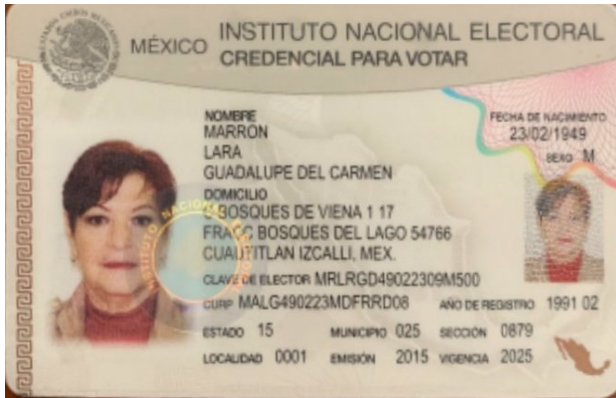 MÉXICO INSTITUTO NACIONAL ELECTORAL
CREDENCIAL PARA VOTAR
NOMBRE
MARRON
LARA
GUADALUPE DEL CARMEN
FECHA DE NACIMIENTO
23/02/1949
SEXO M
DOMICILIO
BOSQUES DE VIENA 1 17
FRACC BOSQUES DEL LAGO 54766
CUAUTITLAN IZCALLI, MEX.
CLAVE DE ELECTOR MRLRGD49022309M500
CURP MALG490223MDFRRD08 AÑO DE REGISTRO 1991 02
ESTADO 15 MUNICIPIO 025 SECCIÓN 0879
LOCALIDAD 0001 EMISIÓN 2015 VIGENCIA 2025
INSTITUTO NACIONAL